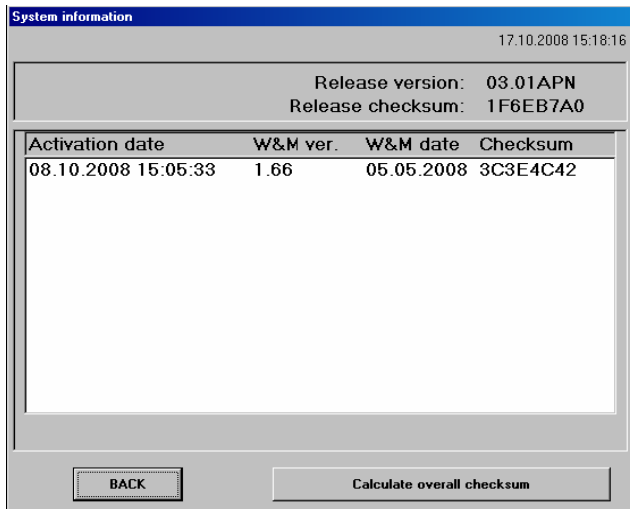 System information
17.10.2008 15:18:16
Release version: 03.01APN
Release checksum: 1F6EB7A0
Activation date W&M ver. W&M date Checksum
08.10.2008 15:05:33 1.66 05.05.2008 3C3E4C42
BACK Calculate overall checksum